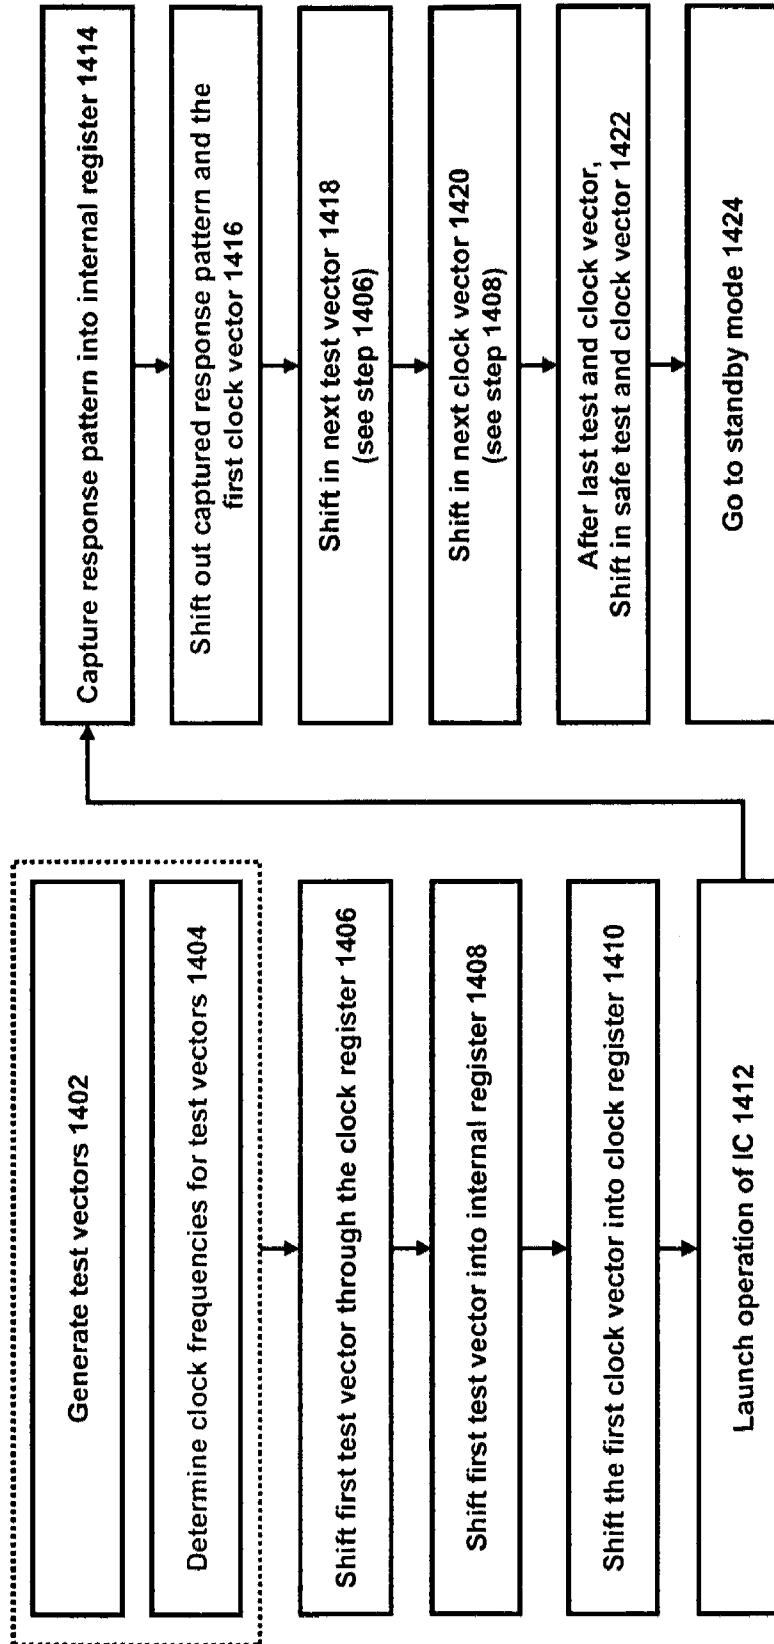 Generate test vectors 1402
Determine clock frequencies for test vectors 1404
Shift first test vector through the clock register 1406
Shift first test vector into internal register 1408
Shift the first clock vector into clock register 1410
Launch operation of IC 1412
Capture response pattern into internal register 1414
Shift out captured response pattern and the
first clock vector 1416
Shift in next test vector 1418
(see step 1406)
Shift in next clock vector 1420
(see step 1408)
After last test and clock vector,
Shift in safe test and clock vector 1422
Go to standby mode 1424